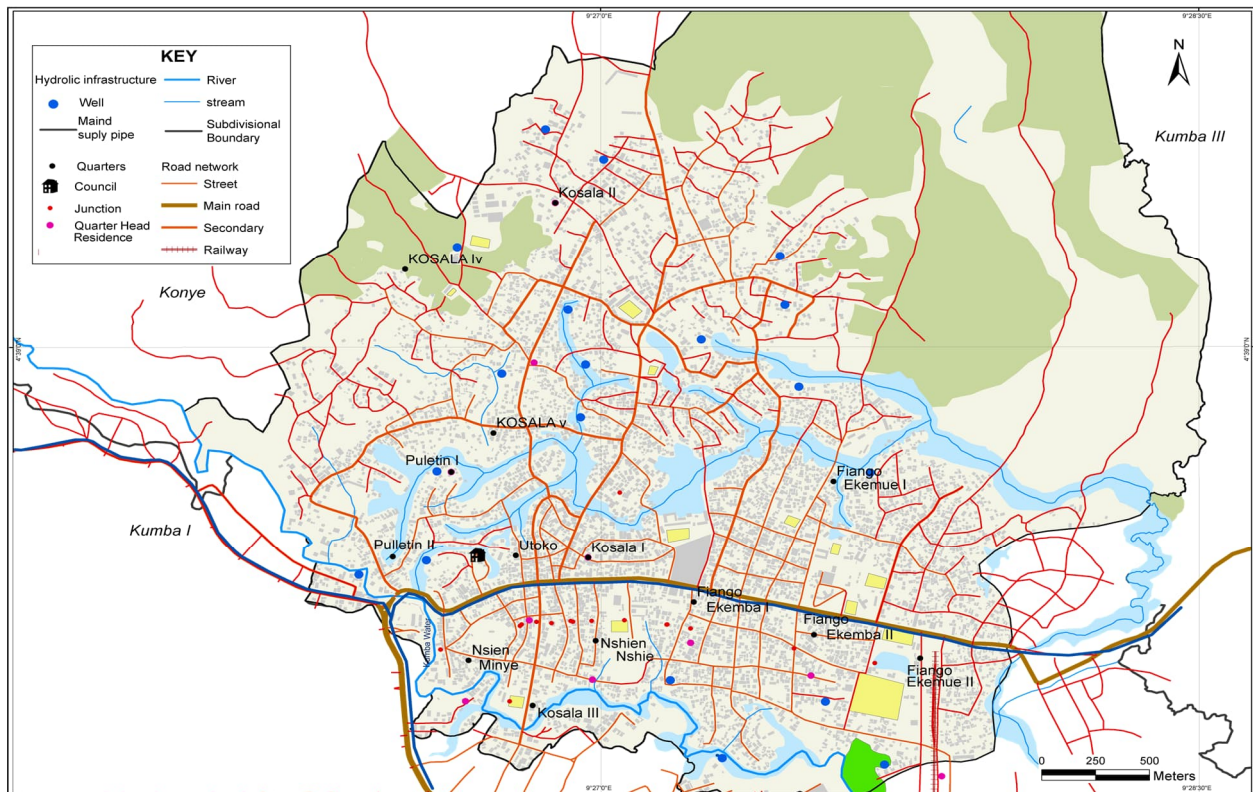 9°27'0"E
9°28'30"E
KEY
Hydrolic infrastructure
Well
Maind
suply pipe
Quarters
Council
Junction
Quarter Head
Residence
River
stream
Subdivisional
Boundary
Road network
Street
Main road
Secondary
Railway
N
Kumba III
Kosala II
KOSALA Iv
Konye
4°39'0"N
4°39'0"N
KOSALA v
Puletin I
Fiango
Ekemue I
Kumba I
Pulletin II
Utoko
Kosala I
Fiango
Ekemba I
Fiango
Ekemba II
Kumba Water
Nsien
Minye
Nshien
Nshie
Fiango
Ekemue II
Kosala III
0 250 500
Meters
9°27'0"E
9°28'30"E